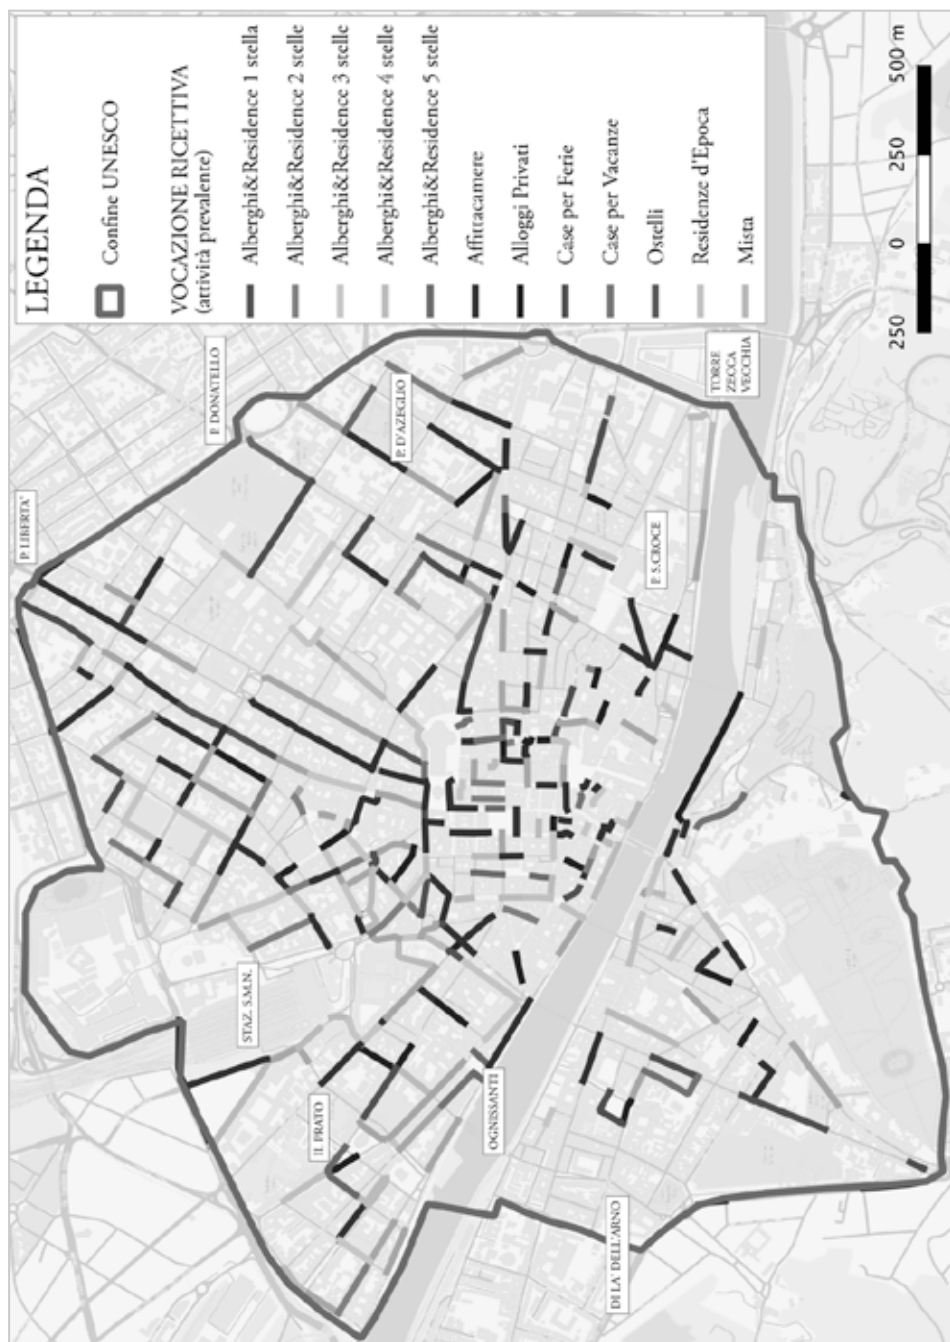 LEGENDA
Confine UNESCO
VOCAZIONE RICETTIVA
(attività prevalente)
Alberghi&Residence 1 stella
Alberghi&Residence 2 stelle
Alberghi&Residence 3 stelle
Alberghi&Residence 4 stelle
Alberghi&Residence 5 stelle
Affittacamere
Alloggi Privati
Case per Ferie
Case per Vacanze
Ostelli
Residenze d'Epoca
Mista
250 0 250 500 m
P. LIBERTA'
P. DONATELLO
P. D'AZEGLIO
STAZ. S.M.N.
IL PRATO
OGNISSANTI
P. S.CROCE
TORRE
ZECCA
VECCHIA
DI LA' DELL'ARNO